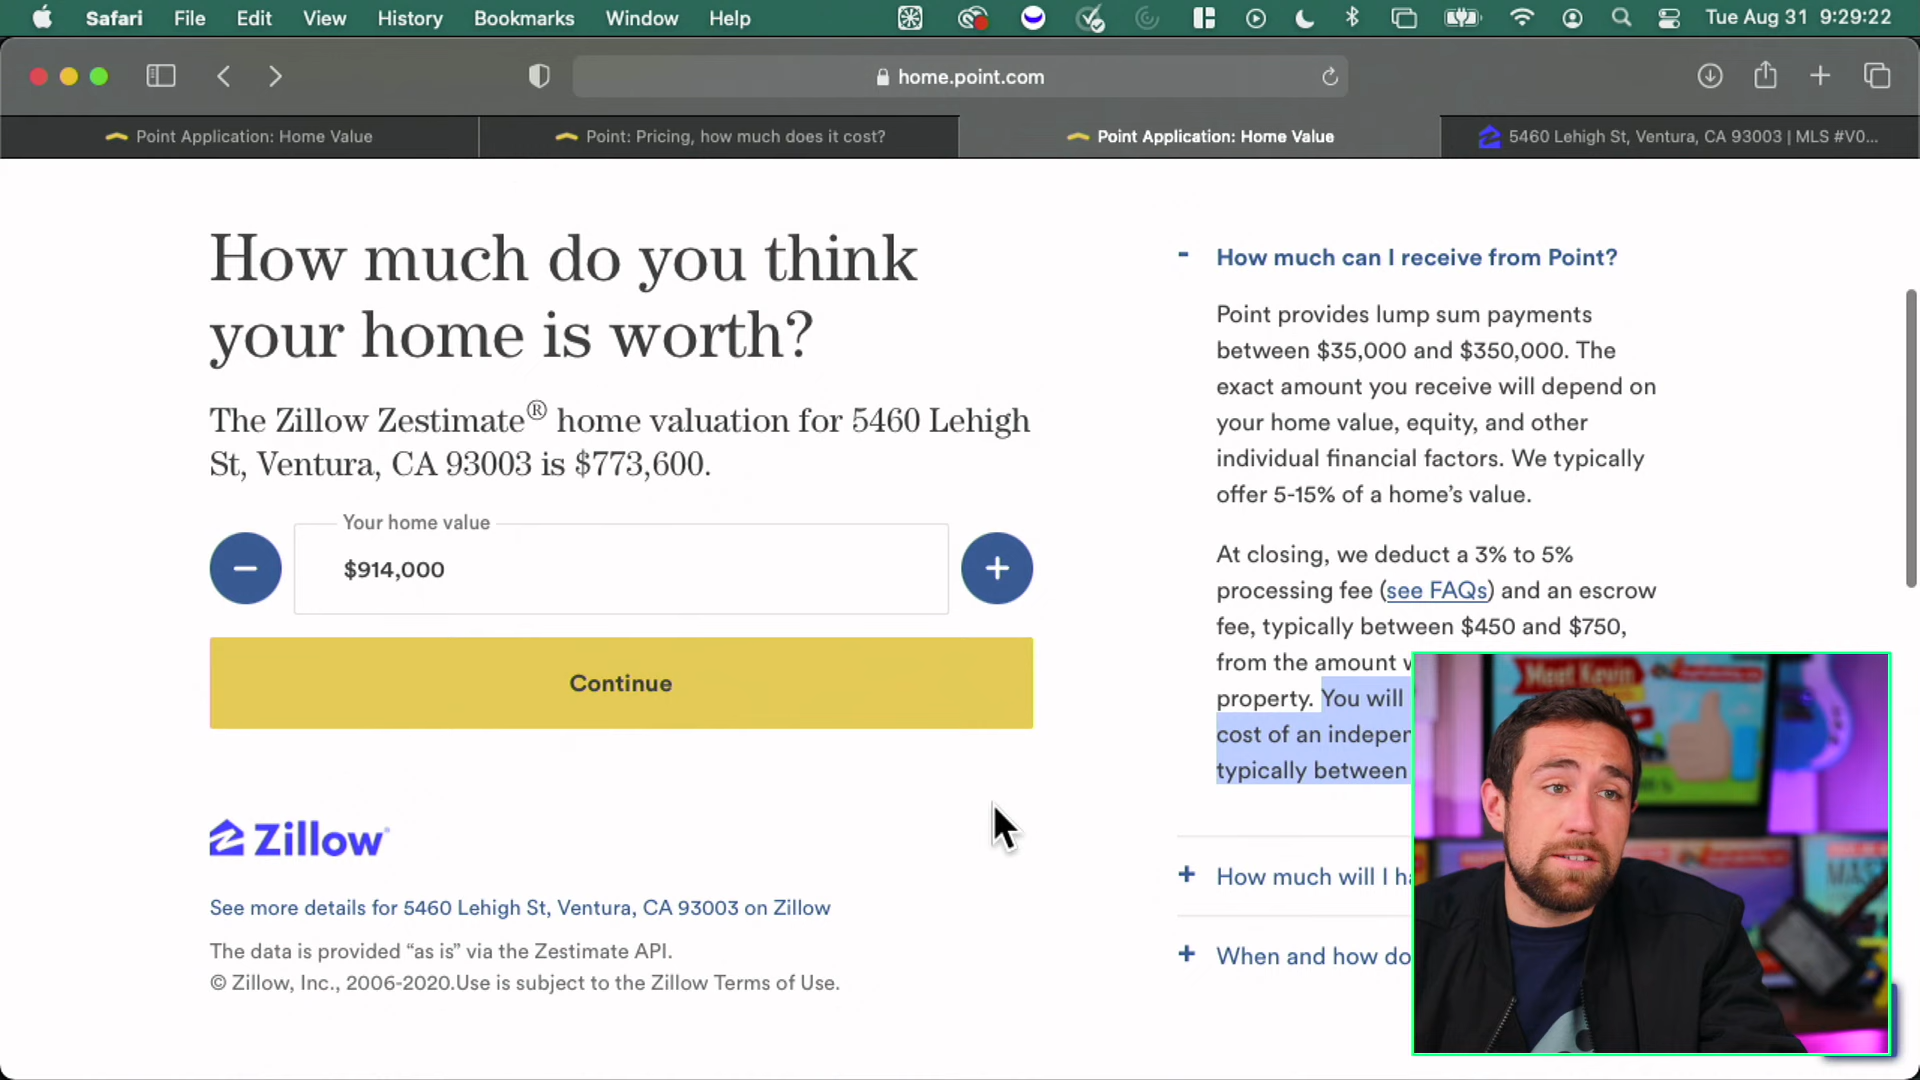 Safari File Edit View History Bookmarks Window Help Tue Aug 31 9:29:22
home.point.com
Point Application: Home Value
Point: Pricing, how much does it cost?
Point Application: Home Value
5460 Lehigh St, Ventura, CA 93003 | MLS #V0...
How much do you think
your home is worth?
The Zillow Zestimate® home valuation for 5460 Lehigh
St, Ventura, CA 93003 is $773,600.
Your home value
$914,000
Continue
Zillow
See more details for 5460 Lehigh St, Ventura, CA 93003 on Zillow
The data is provided “as is” via the Zestimate API.
© Zillow, Inc., 2006-2020.Use is subject to the Zillow Terms of Use.
- How much can I receive from Point?
Point provides lump sum payments
between $35,000 and $350,000. The
exact amount you receive will depend on
your home value, equity, and other
individual financial factors. We typically
offer 5-15% of a home’s value.
At closing, we deduct a 3% to 5%
processing fee (see FAQs) and an escrow
fee, typically between $450 and $750,
from the amount
property. You will
cost of an
typically between
+ How much will I
+ When and how do
Meet Kevin